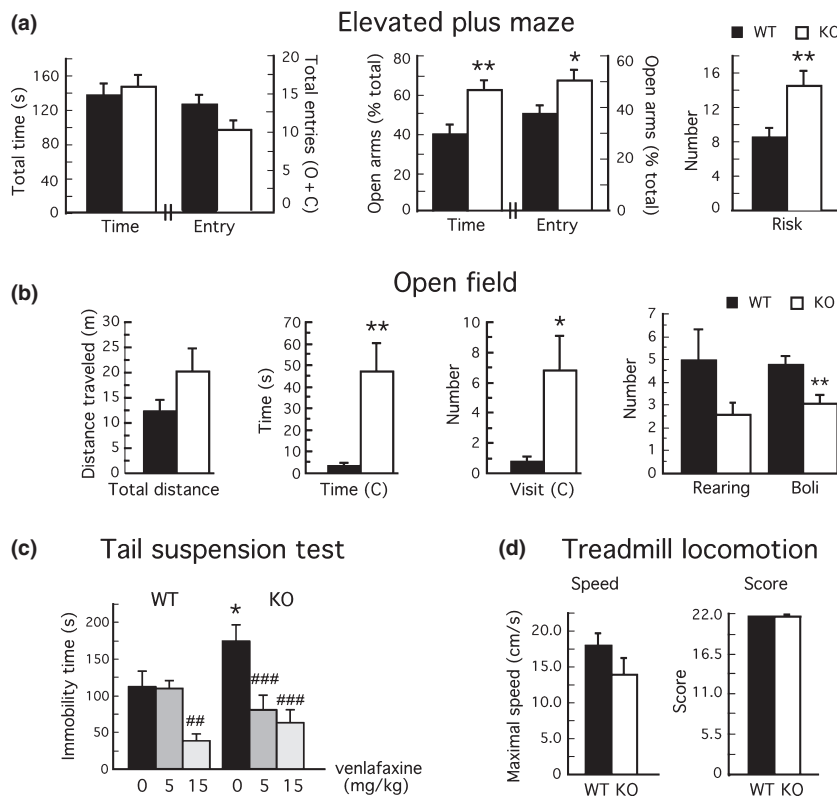 (a) Elevated plus maze
WT KO
Total time (s)
160
120
80
40
0
Total entries (O + C)
20
15
10
5
0
Time Entry
Open arms (% total)
80
60
40
20
0
** *
Open arms (% total)
60
40
20
0
Time Entry
Number
16
12
8
4
0
**
Risk
(b) Open field
WT KO
Distance traveled (m)
30
25
20
15
10
5
0
Total distance
Time (s)
70
60
50
40
30
20
10
0
**
Time (C)
Number
10
8
6
4
2
0
*
Visit (C)
Number
7
6
5
4
3
2
1
0
**
Rearing Boli
(c) Tail suspension test
WT KO
Immobility time (s)
200
150
100
50
0
## * ### ###
0 5 15 0 5 15
venlafaxine
(mg/kg)
(d) Treadmill locomotion
Speed
Maximal speed (cm/s)
20.0
15.0
10.0
5.0
0.0
WT KO
Score
Score
22.0
16.5
11.0
5.5
0
WT KO